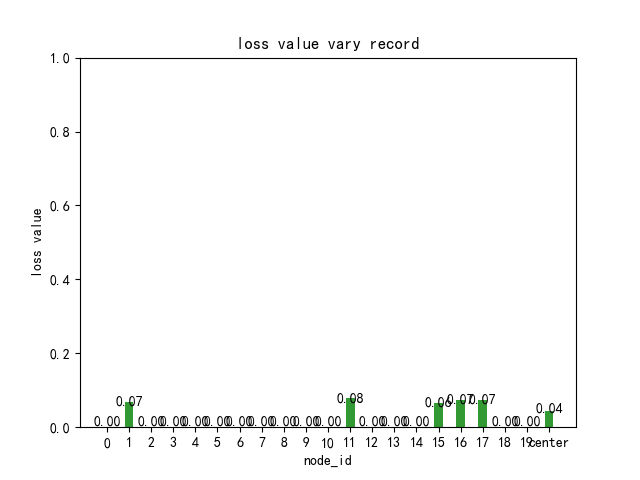 loss value vary record
1.0
0.8
0.6
0.4
0.2
0.0
loss value
0.00 0.07 0.00 0.00 0.00 0.00 0.00 0.00 0.00 0.00 0.00 0.08 0.00 0.00 0.00 0.06 0.07 0.07 0.00 0.00 0.04
0 1 2 3 4 5 6 7 8 9 10 11 12 13 14 15 16 17 18 19 center
node_id